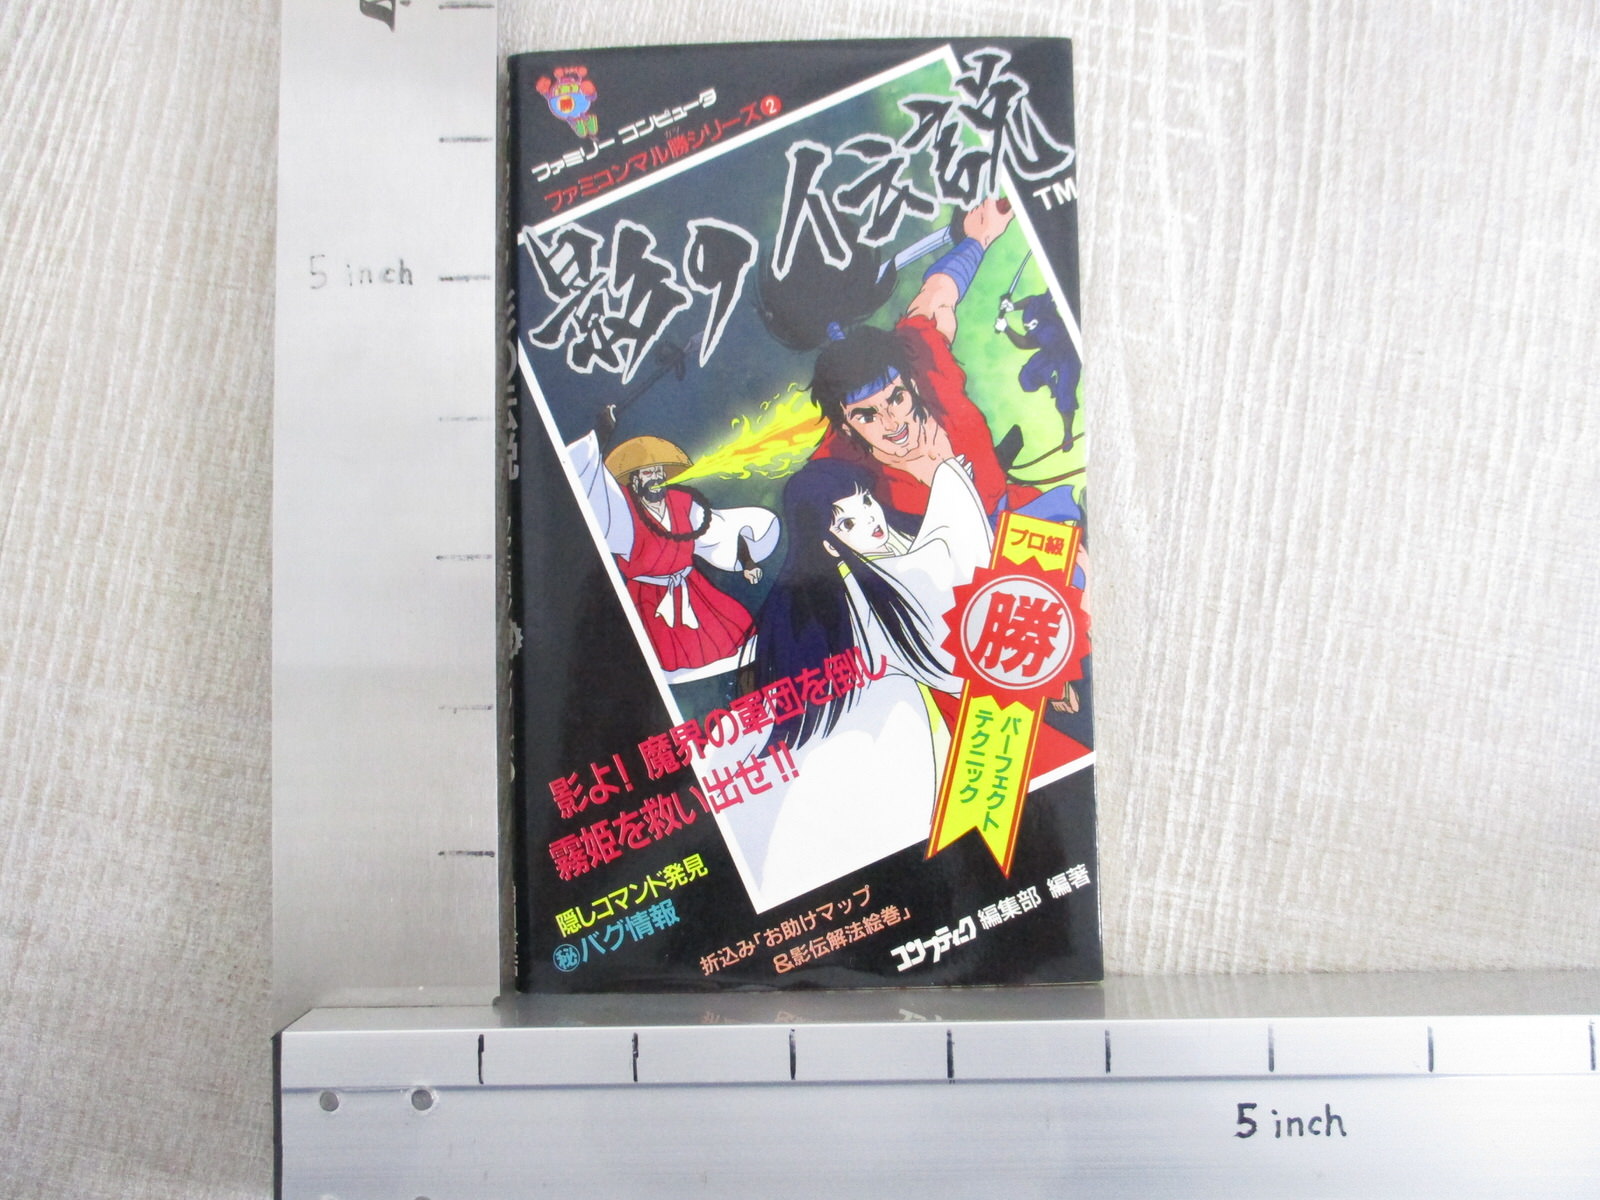 ファミリー コンピュータ
ファミコンマル勝シリーズ②
カツ
影の伝説
TM
プロ級
勝
パーフェクト
テクニック
影よ！魔界の軍団を倒し
霧姫を救い出せ!!
隠しコマンド発見
㊙バグ情報
折込み「お助けマップ
&影伝解法絵巻」
コンプティーク 編集部 編著
5 inch
5 inch